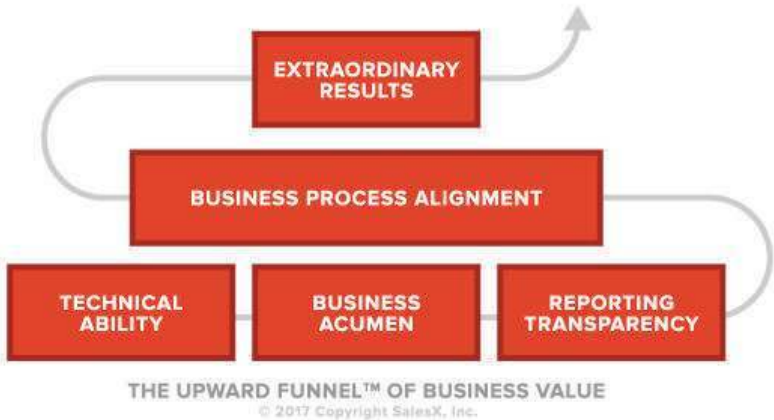 EXTRAORDINARY
RESULTS
BUSINESS PROCESS ALIGNMENT
TECHNICAL
ABILITY
BUSINESS
ACUMEN
REPORTING
TRANSPARENCY
THE UPWARD FUNNEL™ OF BUSINESS VALUE
© 2017 Copyright SalesX, Inc.